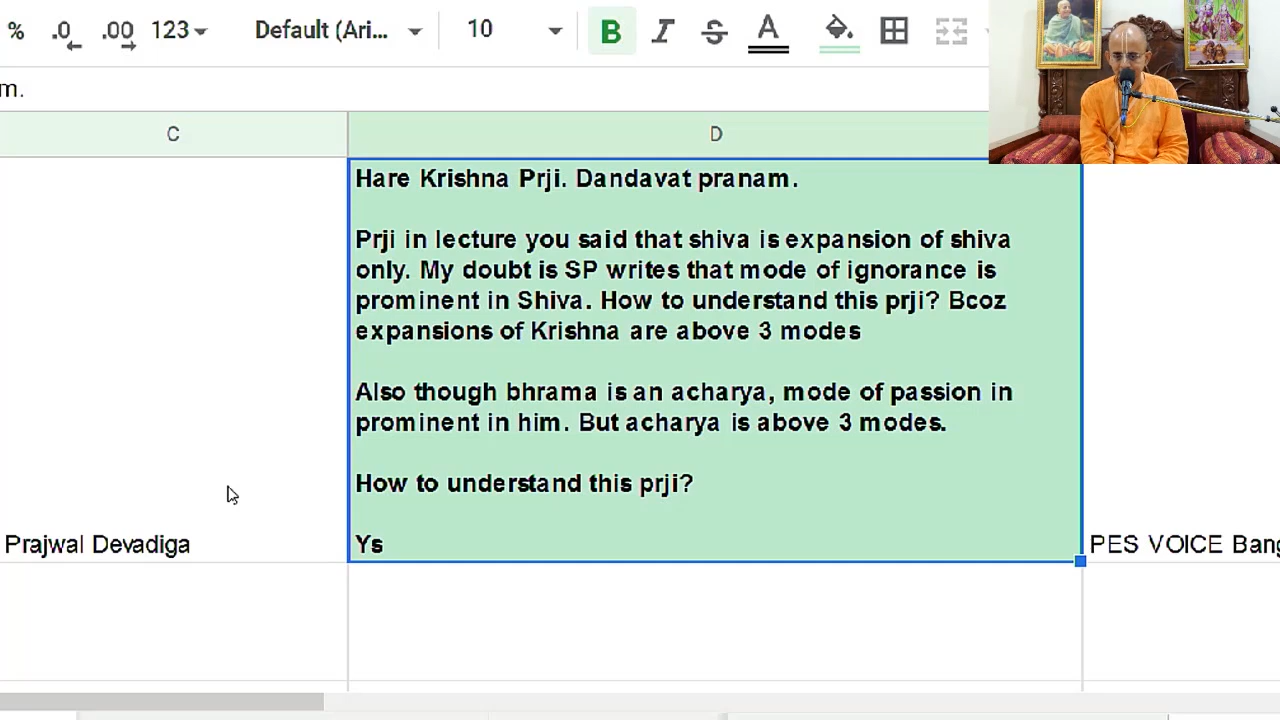 % .0 .00 123 Default (Ari... 10 B I S A
m.
C D
Hare Krishna Prji. Dandavat pranam.
Prji in lecture you said that shiva is expansion of shiva
only. My doubt is SP writes that mode of ignorance is
prominent in Shiva. How to understand this prji? Bcoz
expansions of Krishna are above 3 modes
Also though bhrama is an acharya, mode of passion in
prominent in him. But acharya is above 3 modes.
How to understand this prji?
Ys
Prajwal Devadiga
PES VOICE Bang